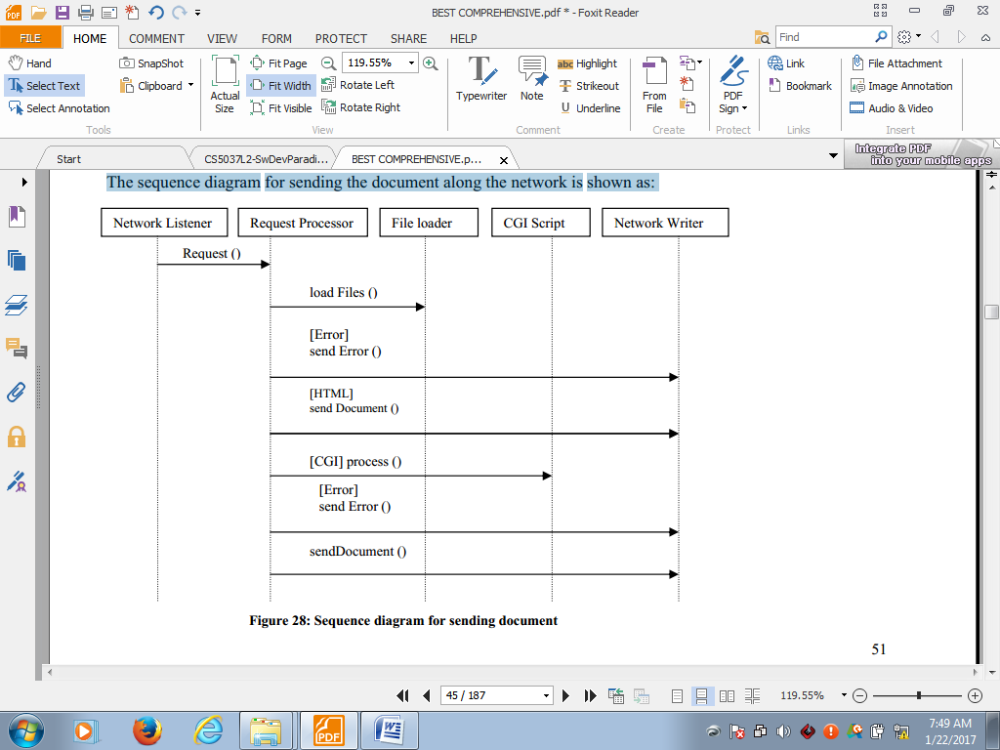 BEST COMPREHENSIVE.pdf * - Foxit Reader
FILE HOME COMMENT VIEW FORM PROTECT SHARE HELP Find
Hand
Select Text
Select Annotation
SnapShot
Clipboard
Tools
Actual Size
Fit Page
Fit Width
Fit Visible
119.55%
Rotate Left
Rotate Right
View
Typewriter
Note
abc Highlight
T Strikeout
U Underline
Comment
From File
Create
PDF Sign
Protect
Link
Bookmark
Links
File Attachment
Image Annotation
Audio & Video
Insert
Start CS5037L2-SwDevParadi... BEST COMPREHENSIVE.p... x
Integrate PDF
into your mobile apps
The sequence diagram for sending the document along the network is shown as:
Network Listener Request Processor File loader CGI Script Network Writer
Request ()
load Files ()
[Error]
send Error ()
[HTML]
send Document ()
[CGI] process ()
[Error]
send Error ()
sendDocument ()
Figure 28: Sequence diagram for sending document
51
45 / 187 119.55%
PDF
7:49 AM
1/22/2017